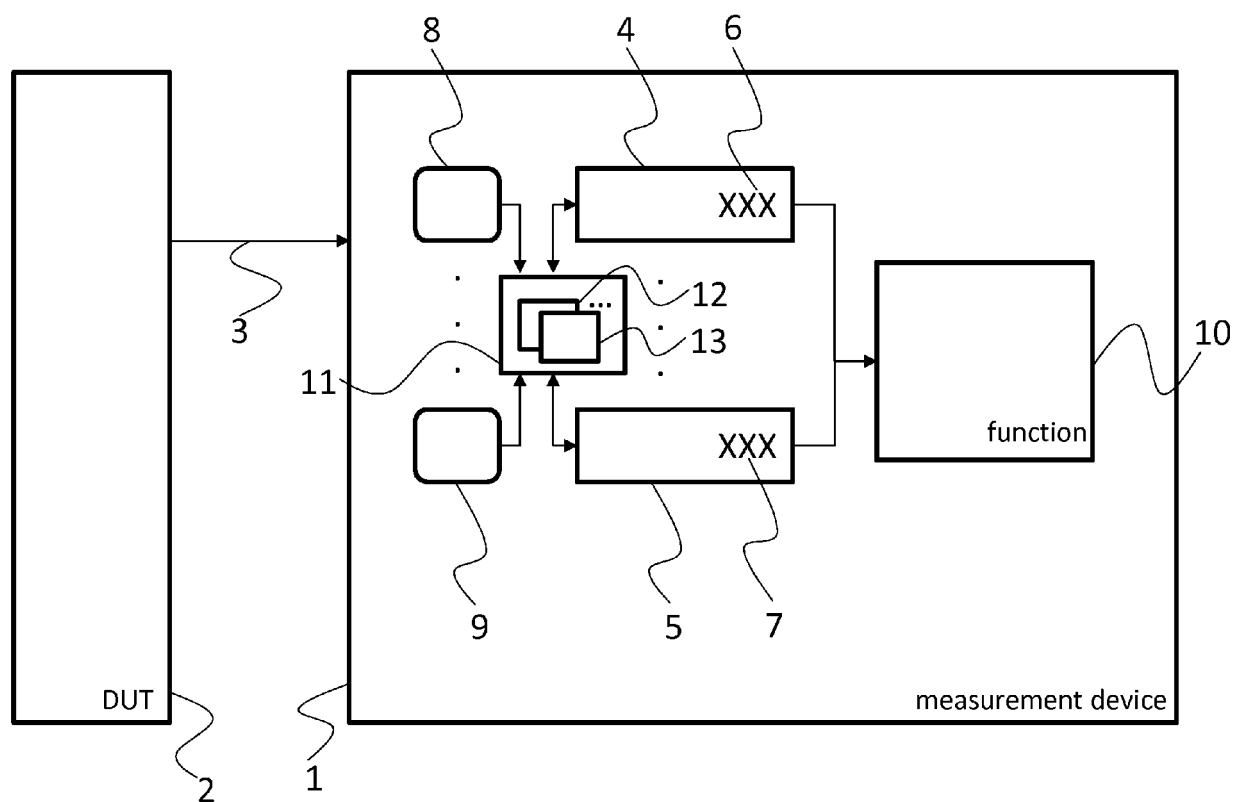 8 4 6
XXX
12
...
3
13
11
10
function
XXX
9 5 7
DUT
measurement device
2 1